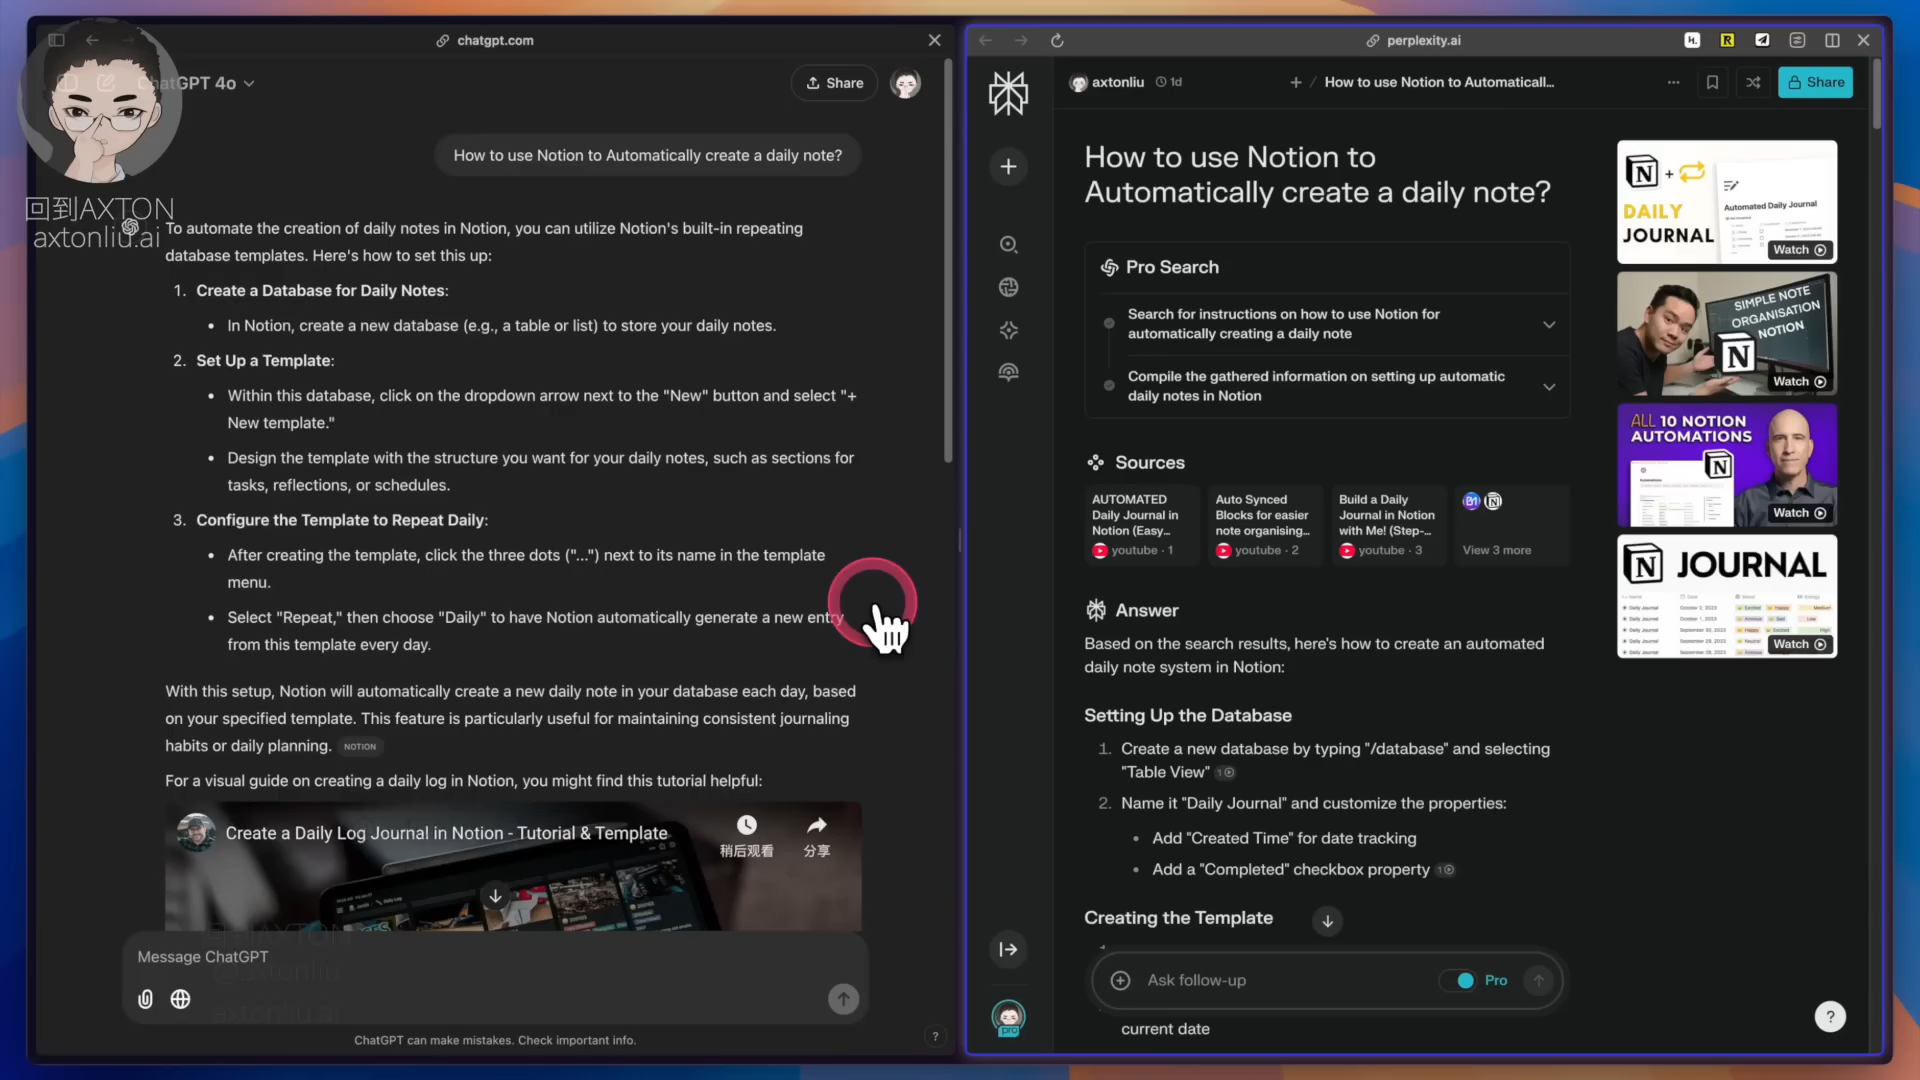 chatgpt.com
ChatGPT 4o
Share
How to use Notion to Automatically create a daily note?
回到AXTON
axtonliu.ai
To automate the creation of daily notes in Notion, you can utilize Notion's built-in repeating
database templates. Here's how to set this up:
1. Create a Database for Daily Notes:
• In Notion, create a new database (e.g., a table or list) to store your daily notes.
2. Set Up a Template:
• Within this database, click on the dropdown arrow next to the "New" button and select "+
New template."
• Design the template with the structure you want for your daily notes, such as sections for
tasks, reflections, or schedules.
3. Configure the Template to Repeat Daily:
• After creating the template, click the three dots ("...") next to its name in the template
menu.
• Select "Repeat," then choose "Daily" to have Notion automatically generate a new entry
from this template every day.
With this setup, Notion will automatically create a new daily note in your database each day, based
on your specified template. This feature is particularly useful for maintaining consistent journaling
habits or daily planning. NOTION
For a visual guide on creating a daily log in Notion, you might find this tutorial helpful:
Create a Daily Log Journal in Notion - Tutorial & Template
稍后观看
分享
Message ChatGPT
@axtonliu
axtonliu.ai
ChatGPT can make mistakes. Check important info.
?
perplexity.ai
axtonliu 1d
+ / How to use Notion to Automaticall...
Share
How to use Notion to
Automatically create a daily note?
Pro Search
Search for instructions on how to use Notion for
automatically creating a daily note
Compile the gathered information on setting up automatic
daily notes in Notion
Sources
AUTOMATED
Daily Journal in
Notion (Easy...
youtube · 1
Auto Synced
Blocks for easier
note organising...
youtube · 2
Build a Daily
Journal in Notion
with Me! (Step-...
youtube · 3
View 3 more
Answer
Based on the search results, here's how to create an automated
daily note system in Notion:
Setting Up the Database
1. Create a new database by typing "/database" and selecting
"Table View" 1
2. Name it "Daily Journal" and customize the properties:
• Add "Created Time" for date tracking
• Add a "Completed" checkbox property 1
Creating the Template
Ask follow-up
Pro
current date
pro
?
N +
DAILY
JOURNAL
Automated Daily Journal
Watch
SIMPLE NOTE
ORGANISATION
NOTION
N
Watch
ALL 10 NOTION
AUTOMATIONS
N
Watch
N JOURNAL
Watch